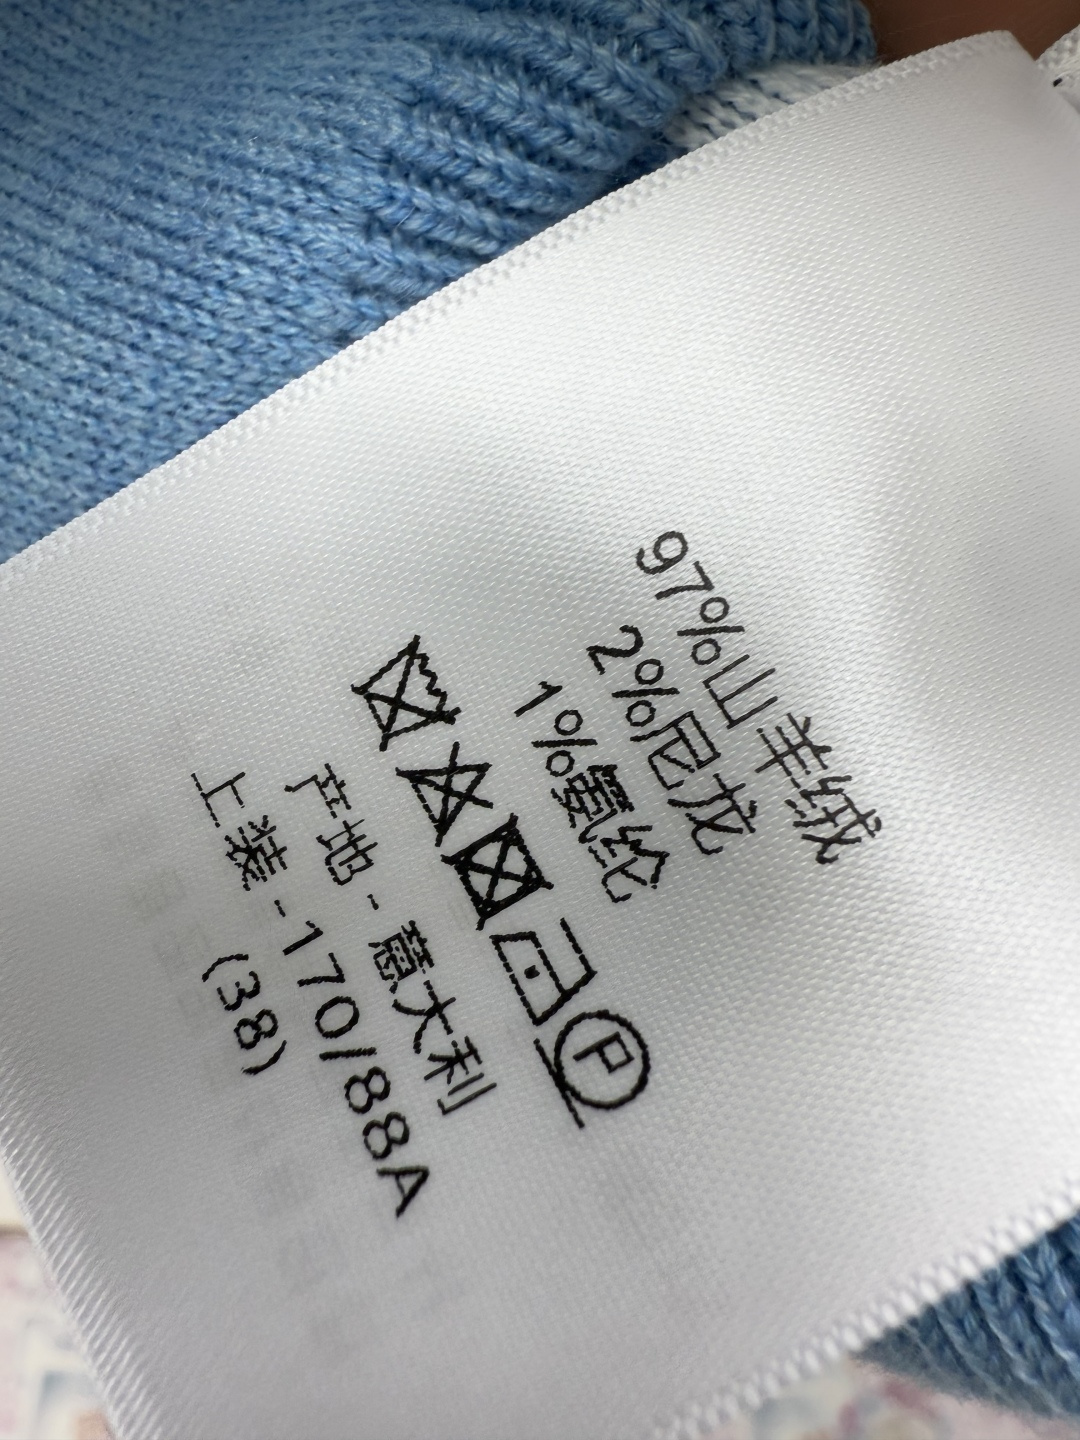 97%山羊绒
2%尼龙
1%氨纶
P
产地-意大利
上装-170/88A
(38)